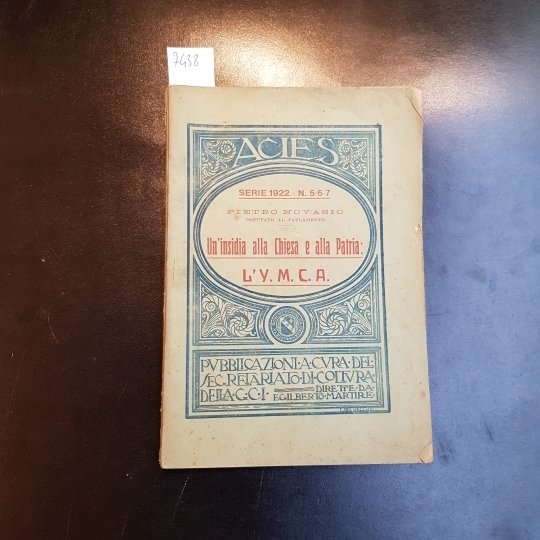 7438
ACIES
SERIE 1922 - N. 5-6-7
PIETRO NOVASIO
DEPUTATO AL PARLAMENTO
Un'insidia alla Chiesa e alla Patria:
L'Y. M. C. A.
PVBBLICAZIONI·A·CVRA·DEL
SEGRETARIATO·DI·COLTVRA
DELLA·G.C.I. DIRETTE·DA
EGILBERTO·MARTIRE